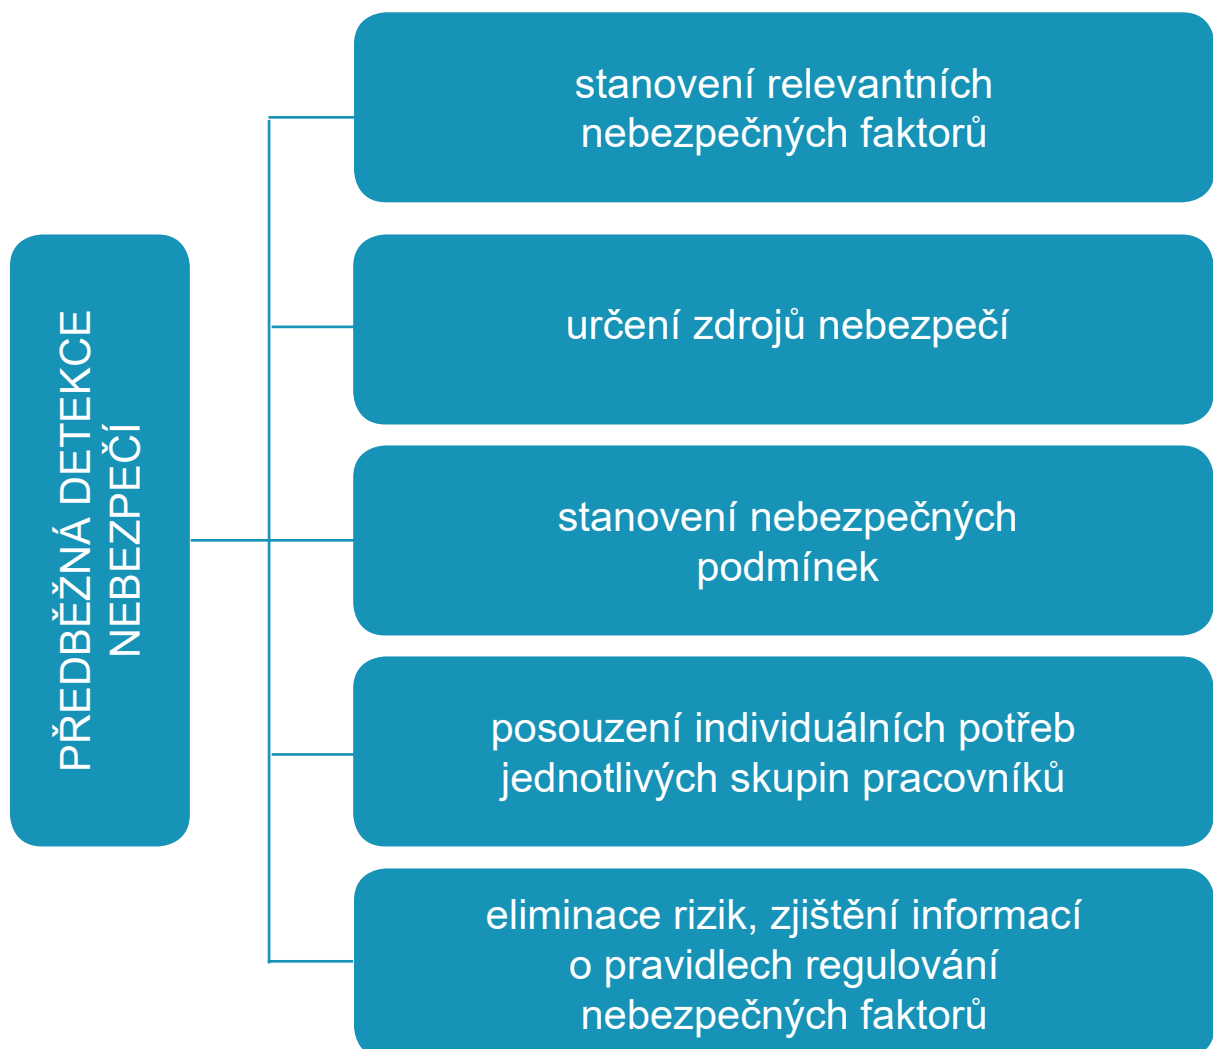 PŘEDBĚŽNÁ DETEKCE
NEBEZPEČÍ
stanovení relevantních
nebezpečných faktorů
určení zdrojů nebezpečí
stanovení nebezpečných
podmínek
posouzení individuálních potřeb
jednotlivých skupin pracovníků
eliminace rizik, zjištění informací
o pravidlech regulování
nebezpečných faktorů